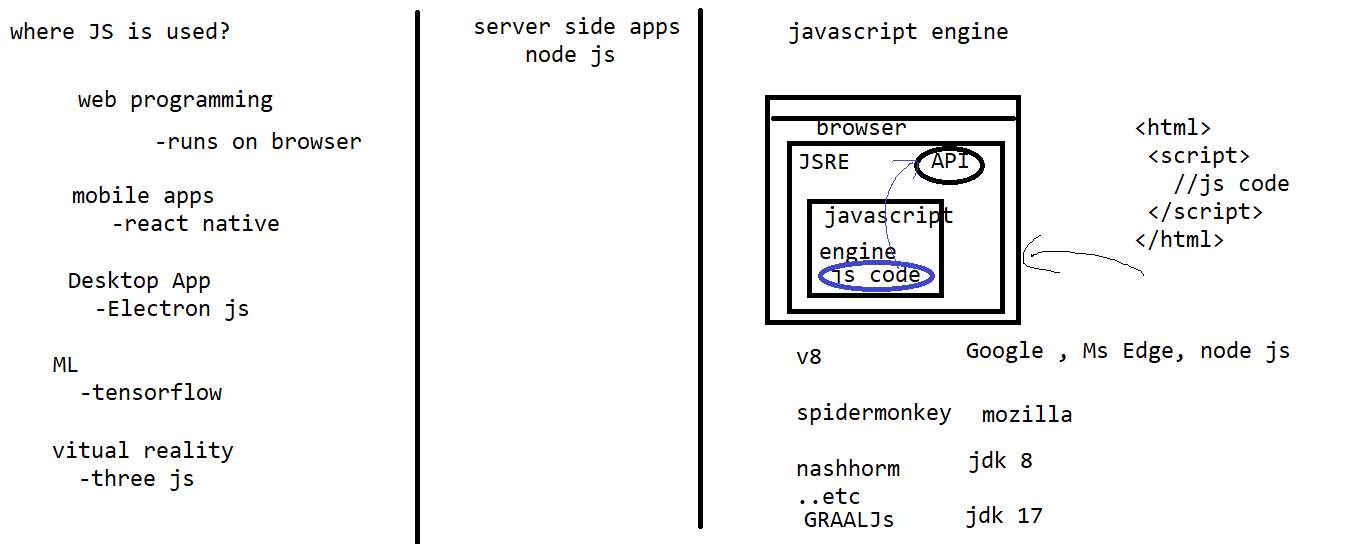 where JS is used?
web programming
-runs on browser
mobile apps
-react native
Desktop App
-Electron js
ML
-tensorflow
vitual reality
-three js
server side apps
node js
javascript engine
browser
JSRE
API
javascript
engine
js code
<html>
<script>
//js code
</script>
</html>
v8 Google , Ms Edge, node js
spidermonkey mozilla
nashhorm jdk 8
..etc
GRAALJs jdk 17